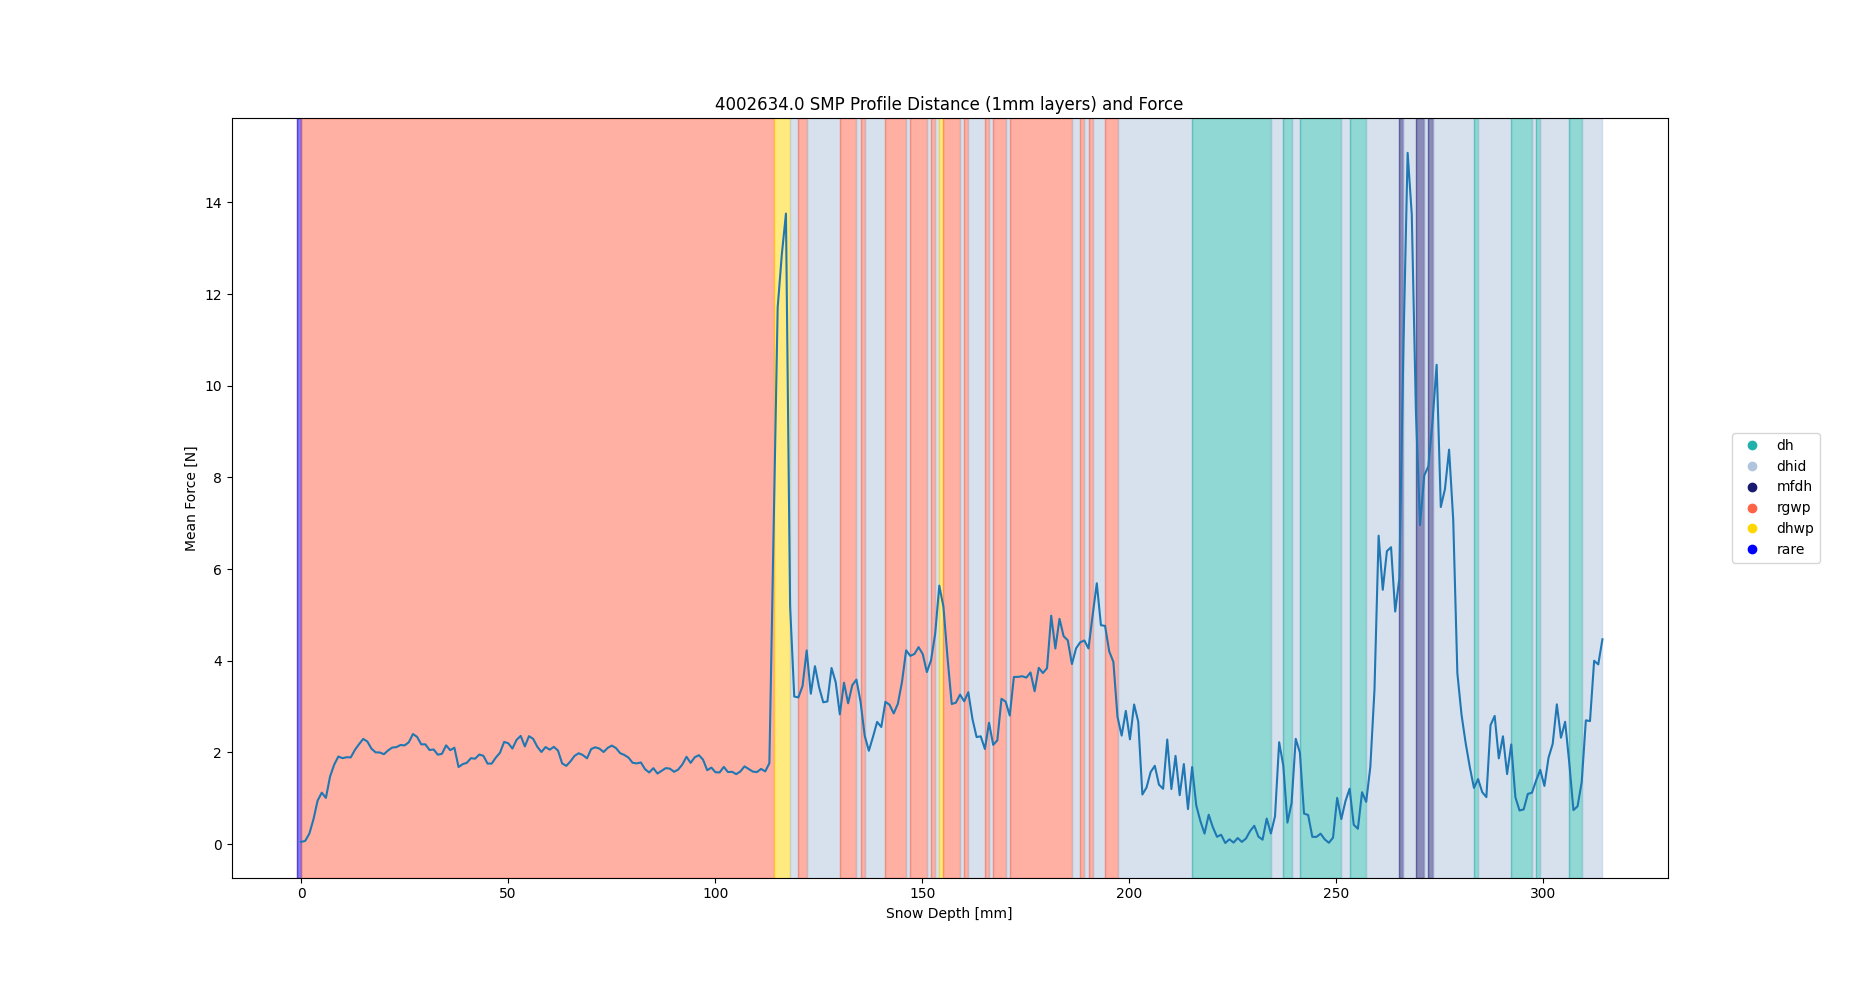 4002634.0 SMP Profile Distance (1mm layers) and Force
14
12
10
8
6
4
2
0
Mean Force [N]
0 50 100 150 200 250 300
Snow Depth [mm]
dh
dhid
mfdh
rgwp
dhwp
rare